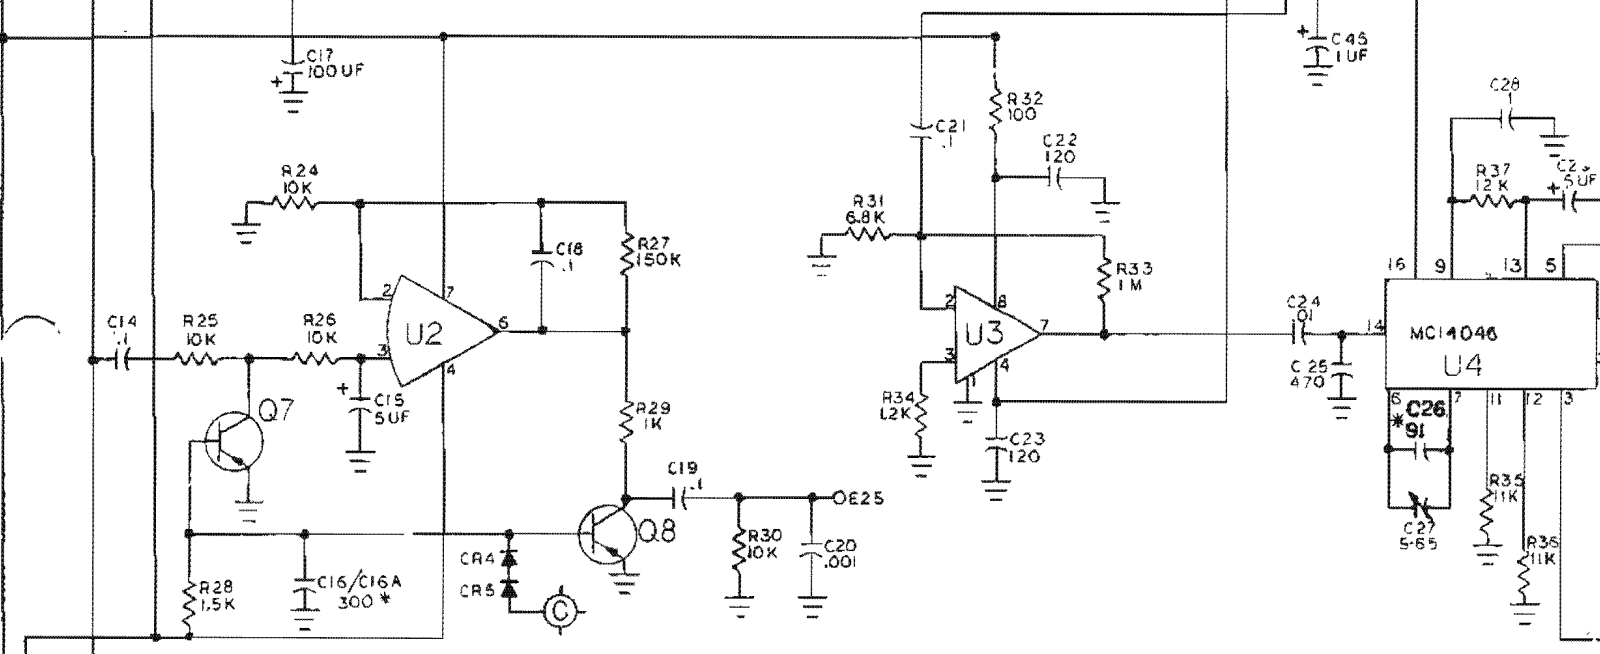 C17
100UF
+
C45
1UF
+
C28
.1
R32
100
C21
.1
C22
120
R24
10K
R37
12K
+
5UF
R31
6.8K
C18
.1
R27
150K
R33
1M
16
9
13
5
2
7
U2
6
3
4
C14
.1
R25
10K
R26
10K
2
8
U3
7
3
4
1
C24
.01
14
MC14046
U4
C25
470
Q7
+
C15
5UF
R29
1K
R34
1.2K
C23
120
6
7
11
12
3
* C26
91
C19
.1
E25
R35
11K
C27
5-65
Q8
R30
10K
C20
.001
R36
11K
CR4
CR5
C
R28
1.5K
C16/C16A
300 *